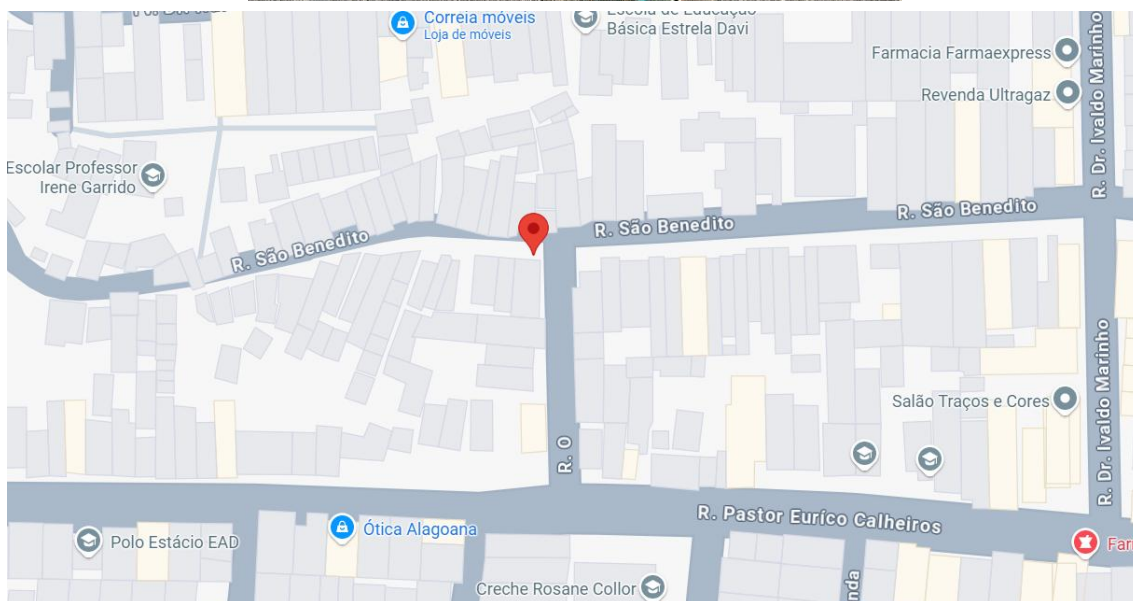 Correia móveis
Loja de móveis
Básica Estrela Davi
Farmacia Farmaexpress
Revenda Ultragaz
R. Dr. Ivaldo Marinho
Escolar Professor
Irene Garrido
R. São Benedito
R. São Benedito
R. São Benedito
Salão Traços e Cores
R. Dr. Ivaldo Marinho
R. O
R. Pastor Euríco Calheiros
Ótica Alagoana
Polo Estácio EAD
Creche Rosane Collor